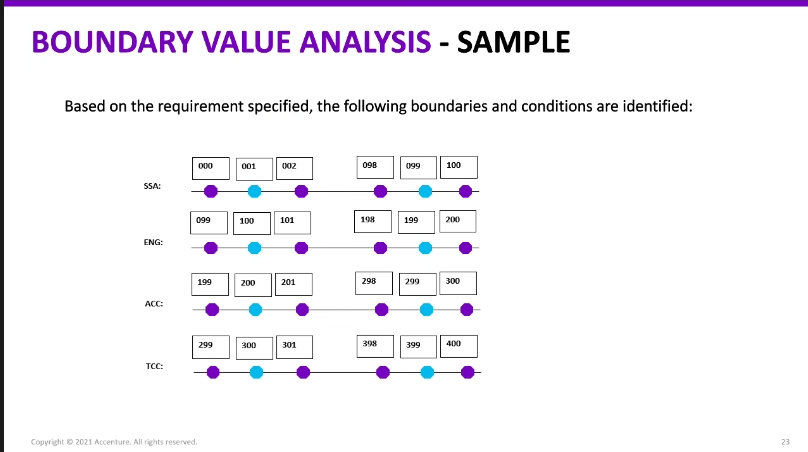 BOUNDARY VALUE ANALYSIS - SAMPLE
Based on the requirement specified, the following boundaries and conditions are identified:
000 001 002 098 099 100
SSA:
099 100 101 198 199 200
ENG:
199 200 201 298 299 300
ACC:
299 300 301 398 399 400
TCC:
Copyright © 2021 Accenture. All rights reserved. 23